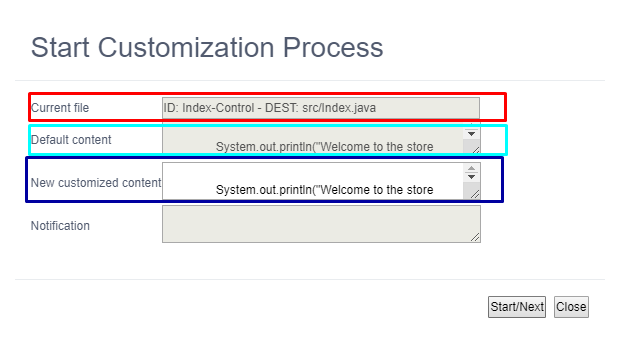 Start Customization Process
Current file ID: Index-Control - DEST: src/Index.java
Default content System.out.println("Welcome to the store
New customized content System.out.println("Welcome to the store
Notification
Start/Next Close